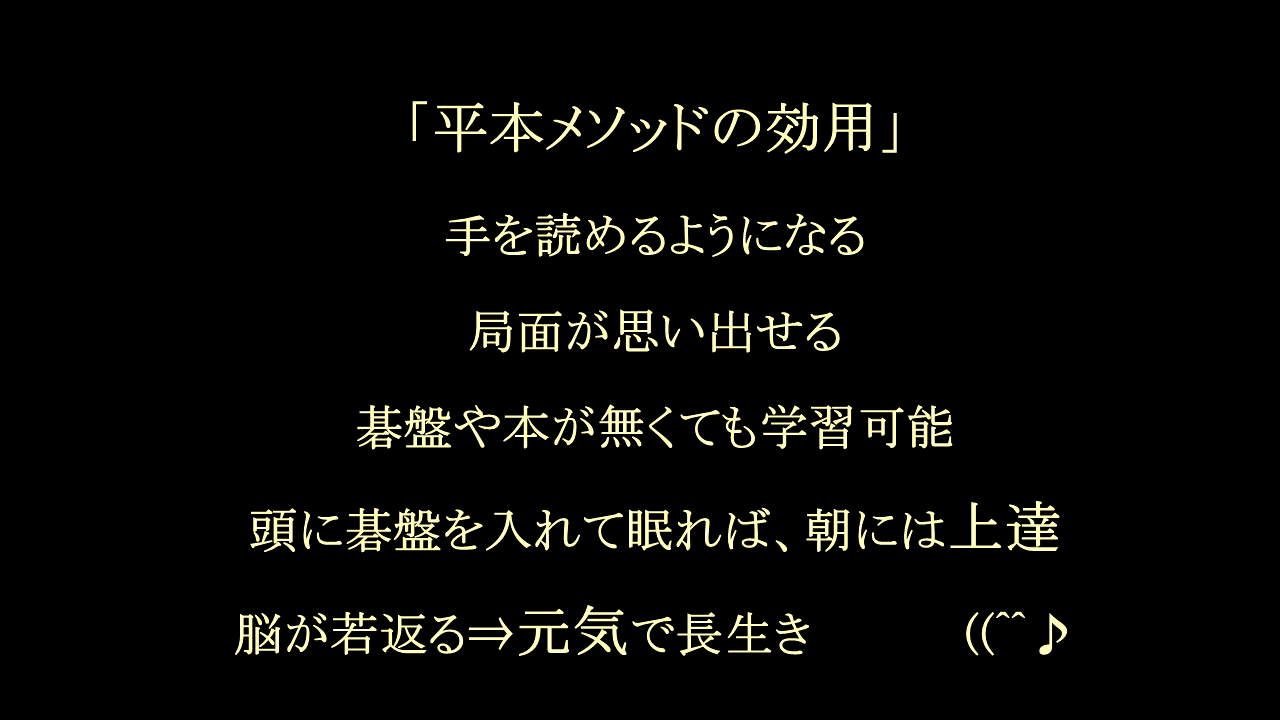 「平本メソッドの効用」
手を読めるようになる
局面が思い出せる
碁盤や本が無くても学習可能
頭に碁盤を入れて眠れば、朝には上達
脳が若返る⇒元気で長生き　　　((^^♪